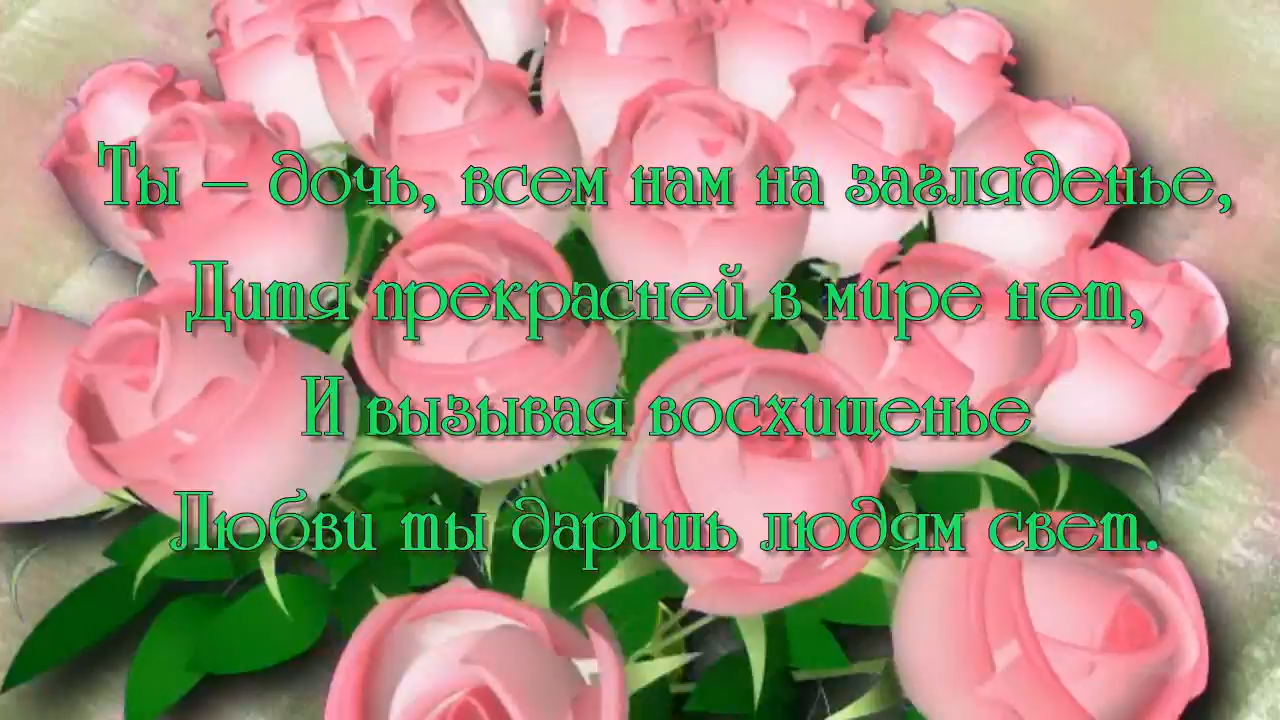 Ты – дочь, всем нам на загляденье,
Дитя прекрасней в мире нет,
И вызывая восхищенье
Любви ты даришь людям свет.